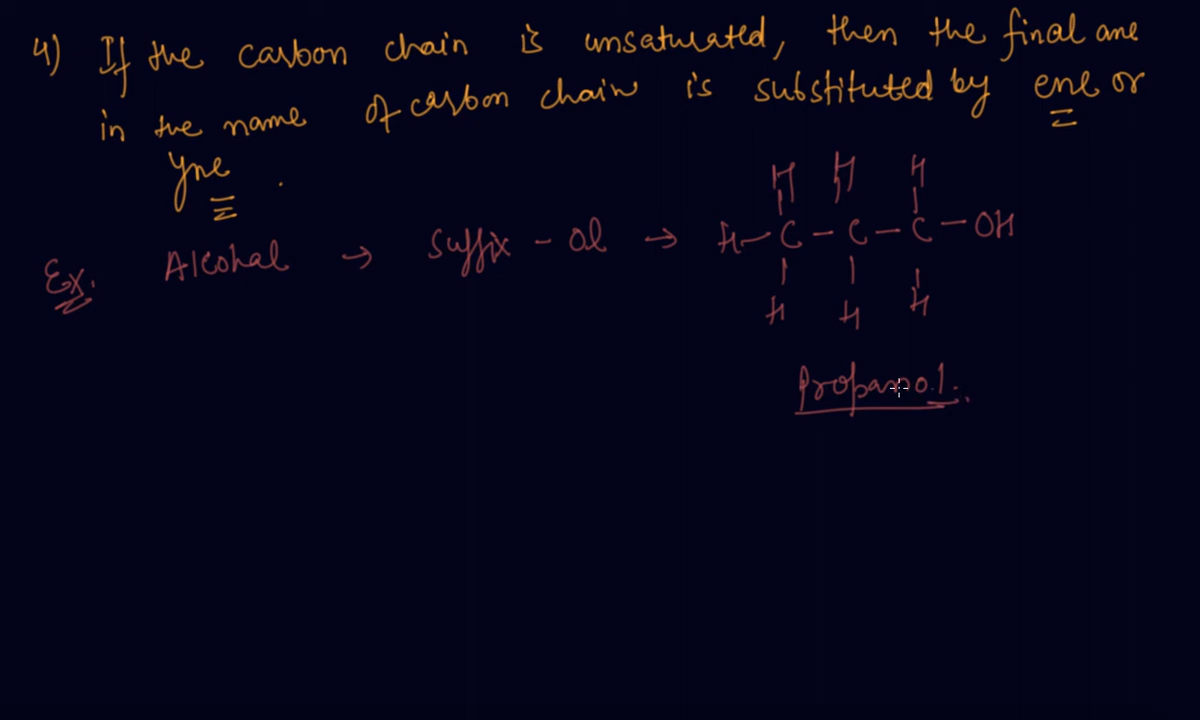 4) If the carbon chain is unsaturated, then the final ane
in the name of carbon chain is substituted by ene or
yne .
H H H
Ex. Alcohal → Suffix - ol → H - C - C - C - OH
H H H
Propanol.